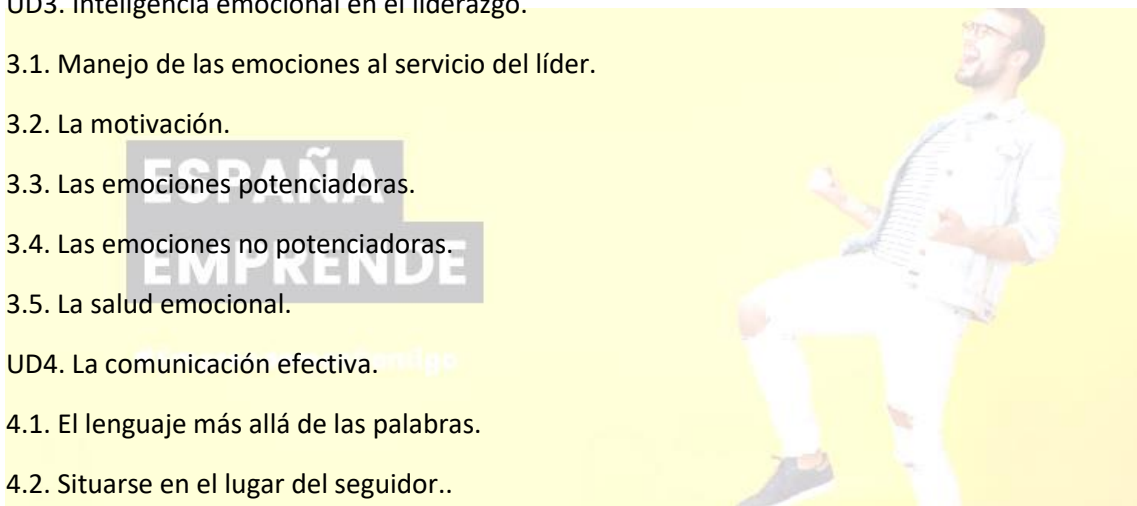 UD3. Inteligencia emocional en el liderazgo.
3.1. Manejo de las emociones al servicio del líder.
3.2. La motivación.
3.3. Las emociones potenciadoras.
3.4. Las emociones no potenciadoras.
3.5. La salud emocional.
UD4. La comunicación efectiva.
4.1. El lenguaje más allá de las palabras.
4.2. Situarse en el lugar del seguidor..
ESPAÑA
EMPRENDE